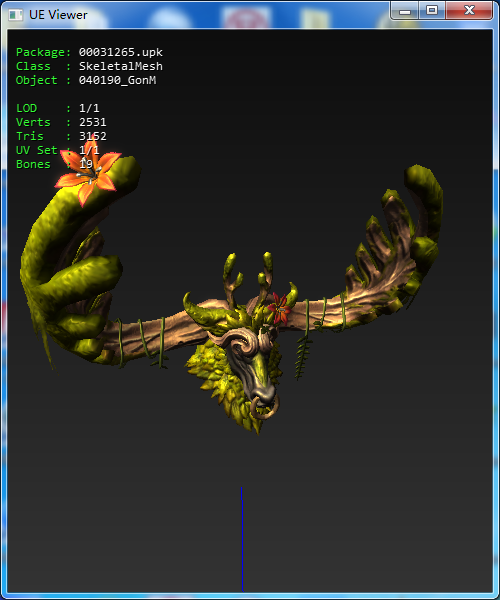 UE Viewer
Package: 00031265.upk
Class  : SkeletalMesh
Object : 040190_GonM
LOD    : 1/1
Verts  : 2531
Tris   : 3152
UV Set : 1/1
Bones  : 19